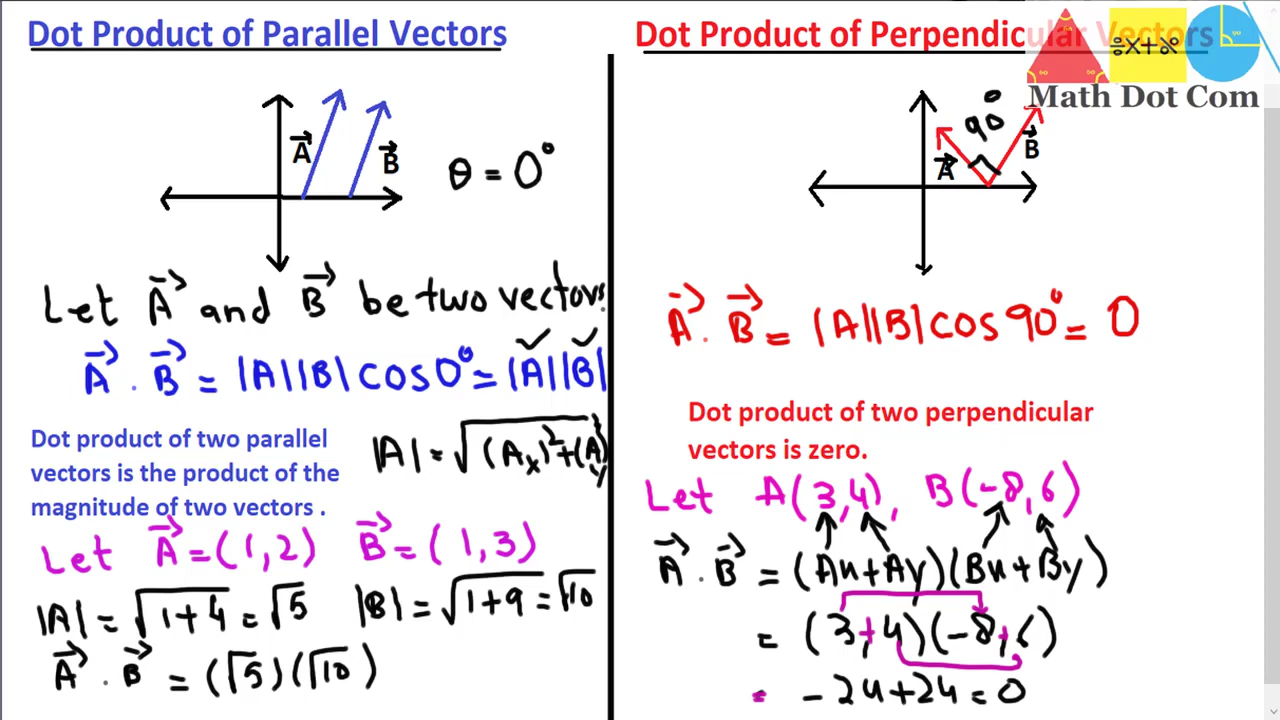 Dot Product of Parallel Vectors
A⃗ B⃗
θ = 0°
Let A⃗ and B⃗ be two vectors
A⃗ . B⃗ = |A||B| cos0° = |A||B|
Dot product of two parallel
vectors is the product of the
magnitude of two vectors .
|A| = √(Ax)²+(Ay)²
Let A⃗ = (1,2) B⃗ = (1,3)
|A| = √1+4 = √5 |B| = √1+9 = √10
A⃗ . B⃗ = (√5)(√10)
Dot Product of Perpendicular Vectors
÷×+
90° 90° 90°
Math Dot Com
90°
A⃗ B⃗
A⃗ . B⃗ = |A||B| cos 90° = 0
Dot product of two perpendicular
vectors is zero.
Let A(3,4), B(-8,6)
A⃗ . B⃗ = (Ax+Ay)(Bx+By)
= (3+4)(-8+6)
= -24+24=0